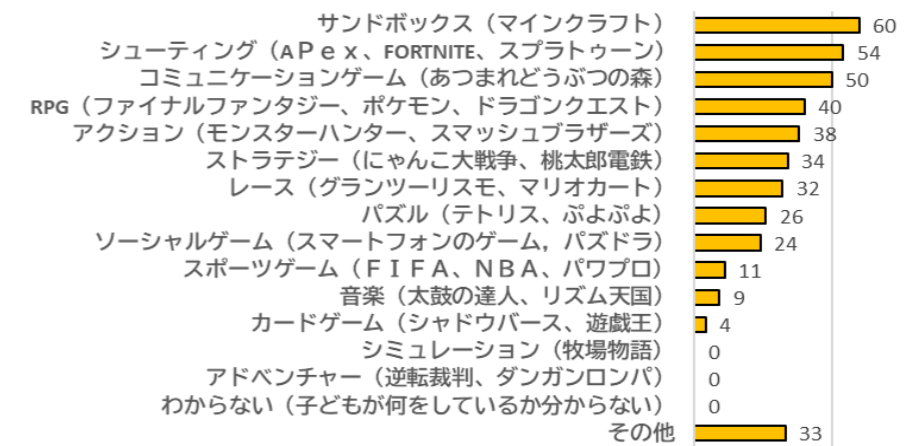 サンドボックス（マインクラフト） 60
シューティング（AＰｅｘ、FORTNITE、スプラトゥーン） 54
コミュニケーションゲーム（あつまれどうぶつの森） 50
RPG（ファイナルファンタジー、ポケモン、ドラゴンクエスト） 40
アクション（モンスターハンター、スマッシュブラザーズ） 38
ストラテジー（にゃんこ大戦争、桃太郎電鉄） 34
レース（グランツーリスモ、マリオカート） 32
パズル（テトリス、ぷよぷよ） 26
ソーシャルゲーム（スマートフォンのゲーム，パズドラ） 24
スポーツゲーム（ＦＩＦＡ、ＮＢＡ、パワプロ） 11
音楽（太鼓の達人、リズム天国） 9
カードゲーム（シャドウバース、遊戯王） 4
シミュレーション（牧場物語） 0
アドベンチャー（逆転裁判、ダンガンロンパ） 0
わからない（子どもが何をしているか分からない） 0
その他 33